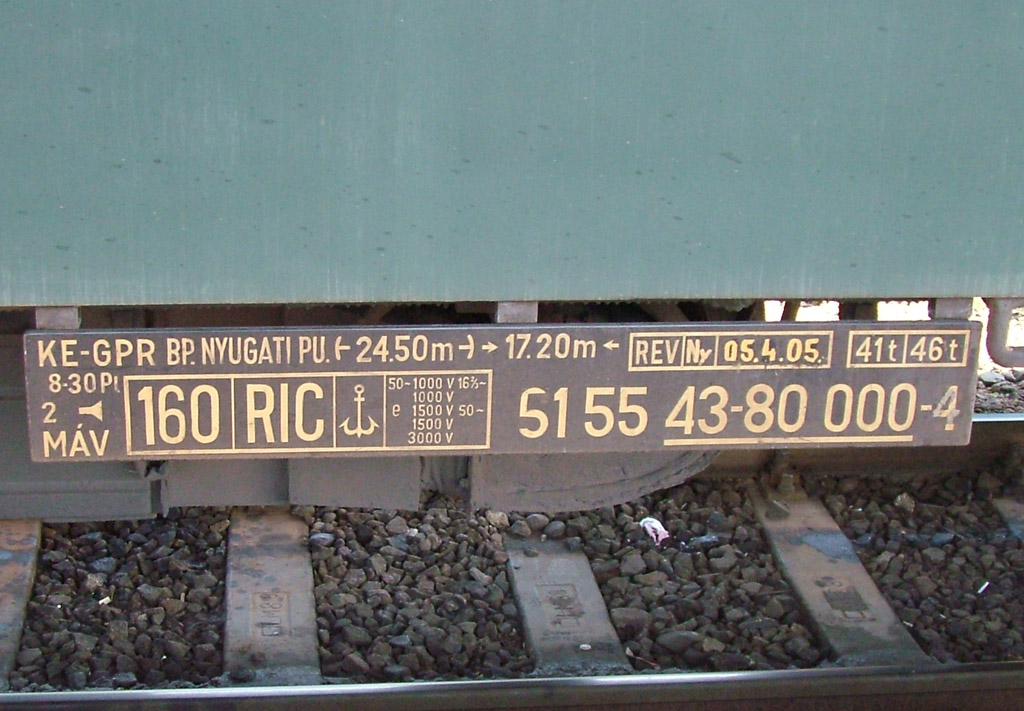 KE-GPR BP. NYUGATI PU. 24.50m 17.20m REV Ny 05.4.05. 41t 46t
8-30
2
MÁV
160 RIC
50~1000 V 16⅔~
1000 V
e 1500 V 50~
1500 V
3000 V
51 55 43-80 000-4